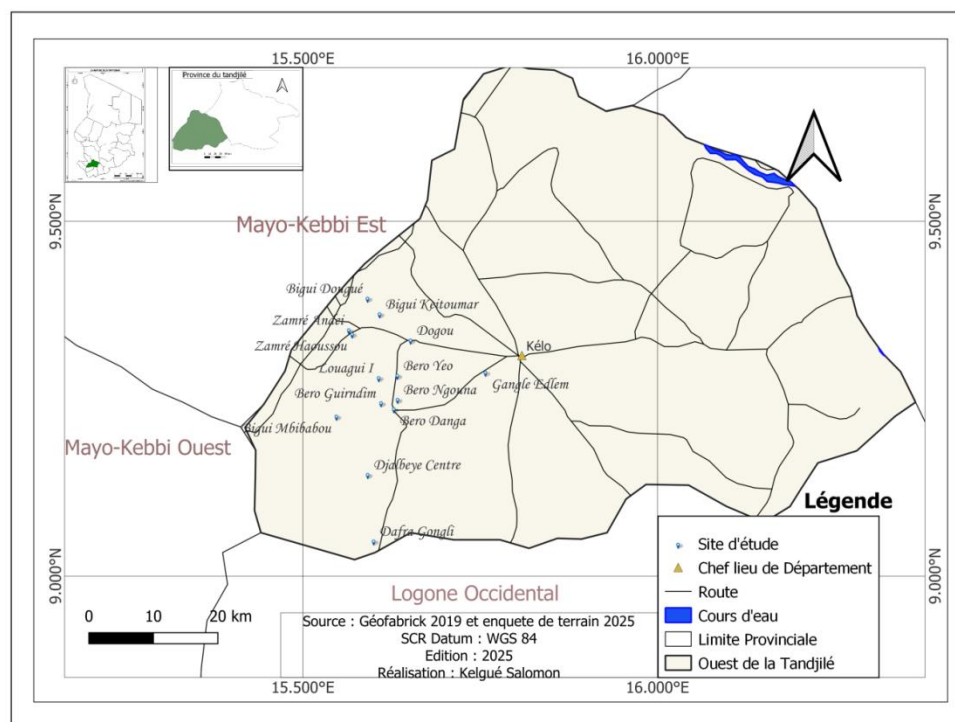 15.500°E
16.000°E
Province du tandjilé
9.500°N
9.500°N
Mayo-Kebbi Est
Bigui Dougué
Bigui Keitoumar
Zamré Andei
Dogou
Zamré Haoussou
Kélo
Louagui I
Bero Yeo
Gangle Edlem
Bero Guirndim
Bero Ngouna
Bigui Mbibabou
Bero Danga
Mayo-Kebbi Ouest
Djalbeye Centre
Dafra Gongli
Légende
Site d'étude
Chef lieu de Département
Route
Cours d'eau
Limite Provinciale
Ouest de la Tandjilé
9.000°N
9.000°N
Logone Occidental
0 10 20 km
Source : Géofabrick 2019 et enquete de terrain 2025
SCR Datum : WGS 84
Edition : 2025
Réalisation : Kelgué Salomon
15.500°E
16.000°E